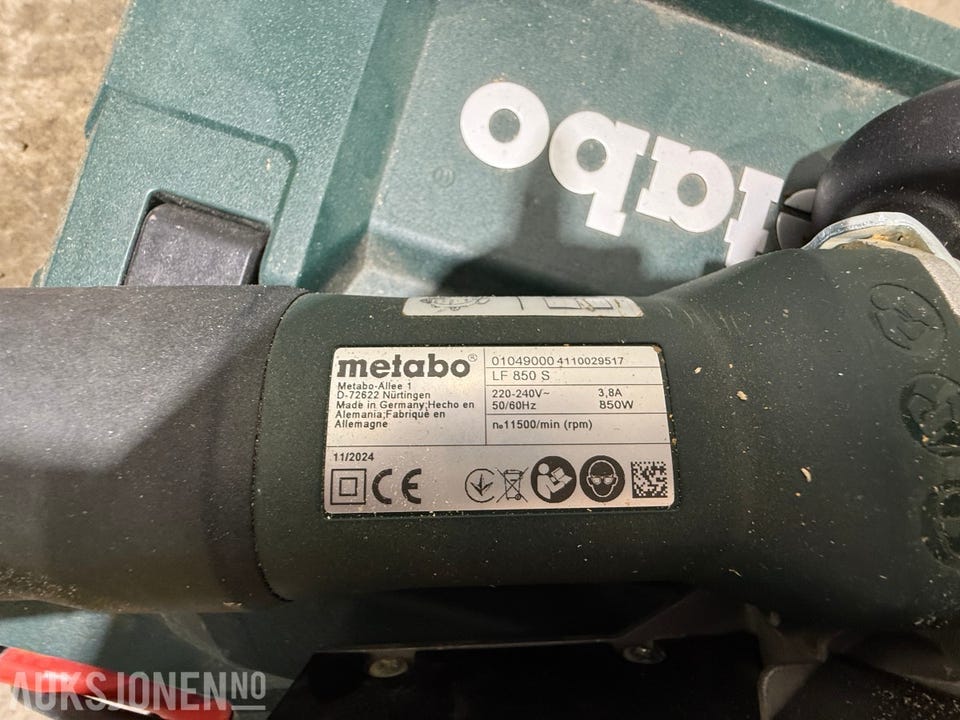 tabo
metabo®
Metabo-Allee 1
D-72622 Nürtingen
Made in Germany;Hecho en
Alemania;Fabriqué en
Allemagne
11/2024
01049000 4110029517
LF 850 S
220-240V~ 3,8A
50/60Hz 850W
n₀11500/min (rpm)
CE
AUKSJONEN.NO